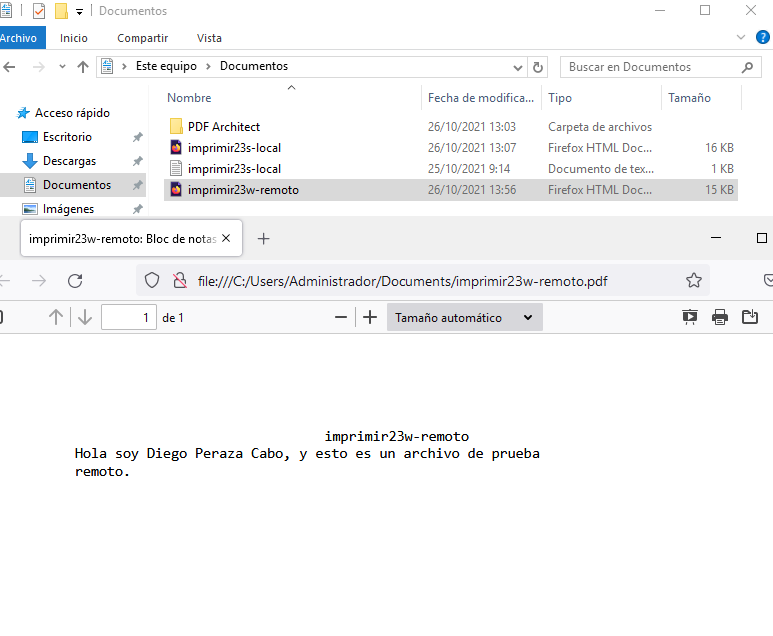 Documentos
Archivo Inicio Compartir Vista
Este equipo Documentos Buscar en Documentos
Nombre Fecha de modifica... Tipo Tamaño
Acceso rápido
Escritorio
Descargas
Documentos
Imágenes
PDF Architect 26/10/2021 13:03 Carpeta de archivos
imprimir23s-local 26/10/2021 13:07 Firefox HTML Doc... 16 KB
imprimir23s-local 25/10/2021 9:14 Documento de tex... 1 KB
imprimir23w-remoto 26/10/2021 13:56 Firefox HTML Doc... 15 KB
imprimir23w-remoto: Bloc de notas
file:///C:/Users/Administrador/Documents/imprimir23w-remoto.pdf
1 de 1 Tamaño automático
imprimir23w-remoto
Hola soy Diego Peraza Cabo, y esto es un archivo de prueba
remoto.